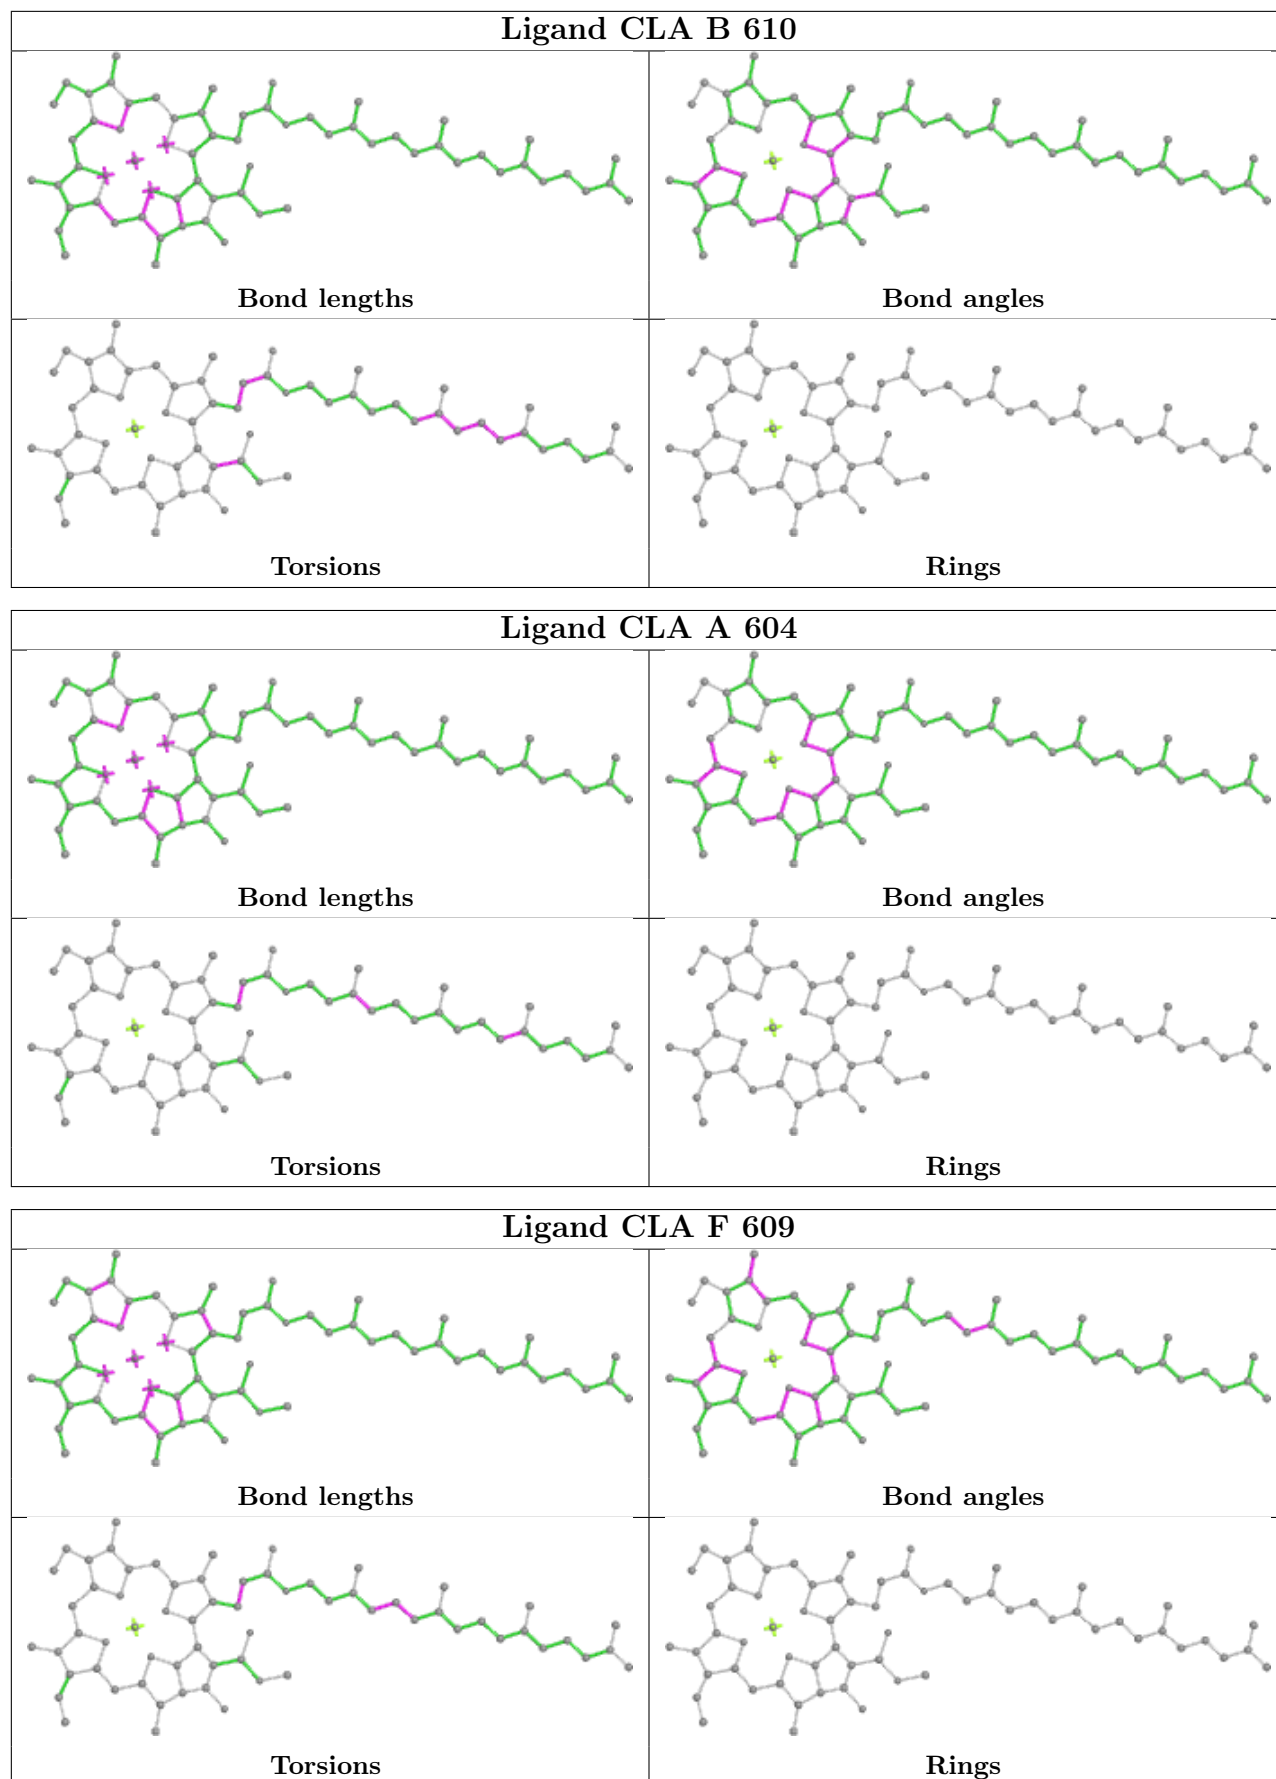 Ligand CLA B 610
Bond lengths
Bond angles
Torsions
Rings
Ligand CLA A 604
Bond lengths
Bond angles
Torsions
Rings
Ligand CLA F 609
Bond lengths
Bond angles
Torsions
Rings